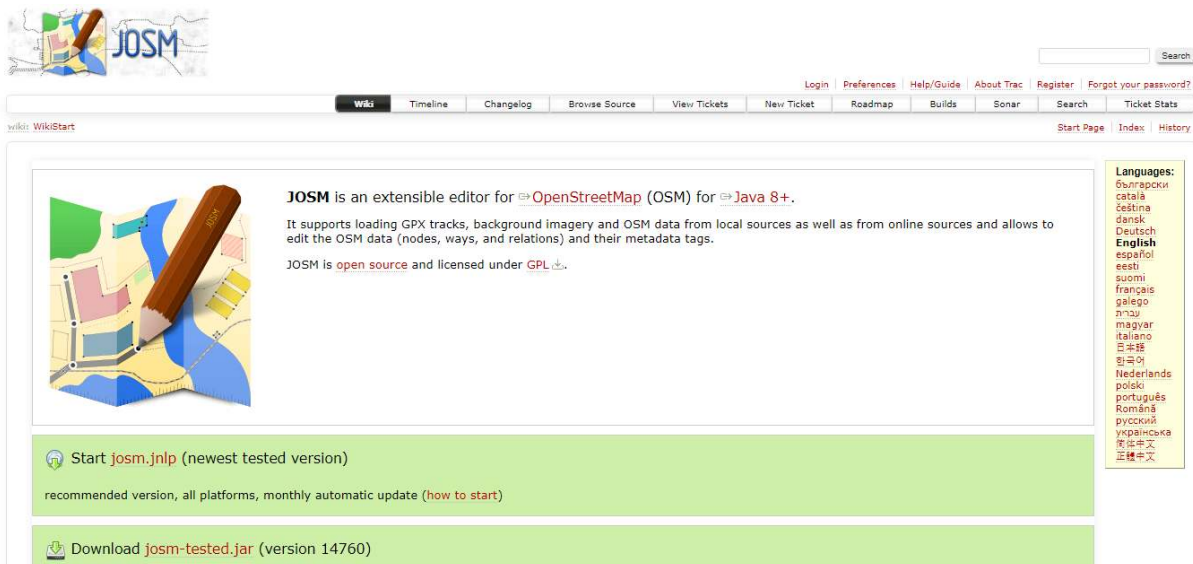 JOSM
Search
Login Preferences Help/Guide About Trac Register Forgot your password?
Wiki Timeline Changelog Browse Source View Tickets New Ticket Roadmap Builds Sonar Search Ticket Stats
wiki: WikiStart
Start Page Index History
JOSM
JOSM is an extensible editor for OpenStreetMap (OSM) for Java 8+.
It supports loading GPX tracks, background imagery and OSM data from local sources as well as from online sources and allows to
edit the OSM data (nodes, ways, and relations) and their metadata tags.
JOSM is open source and licensed under GPL.
Start josm.jnlp (newest tested version)
recommended version, all platforms, monthly automatic update (how to start)
Download josm-tested.jar (version 14760)
Languages:
български
català
čeština
dansk
Deutsch
English
español
eesti
suomi
français
galego
עברית
magyar
italiano
日本語
한국어
Nederlands
polski
português
Română
русский
українська
简体中文
正體中文